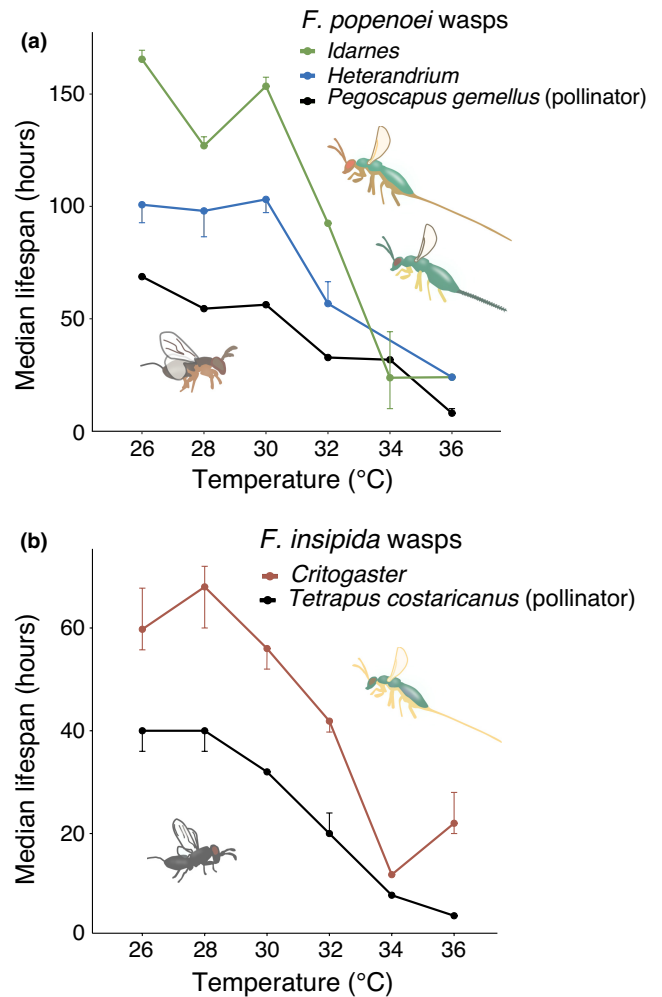 (a)
F. popenoei wasps
Idarnes
Heterandrium
Pegoscapus gemellus (pollinator)
Median lifespan (hours)
150
100
50
0
26 28 30 32 34 36
Temperature (°C)
(b)
F. insipida wasps
Critogaster
Tetrapus costaricanus (pollinator)
Median lifespan (hours)
60
40
20
0
26 28 30 32 34 36
Temperature (°C)